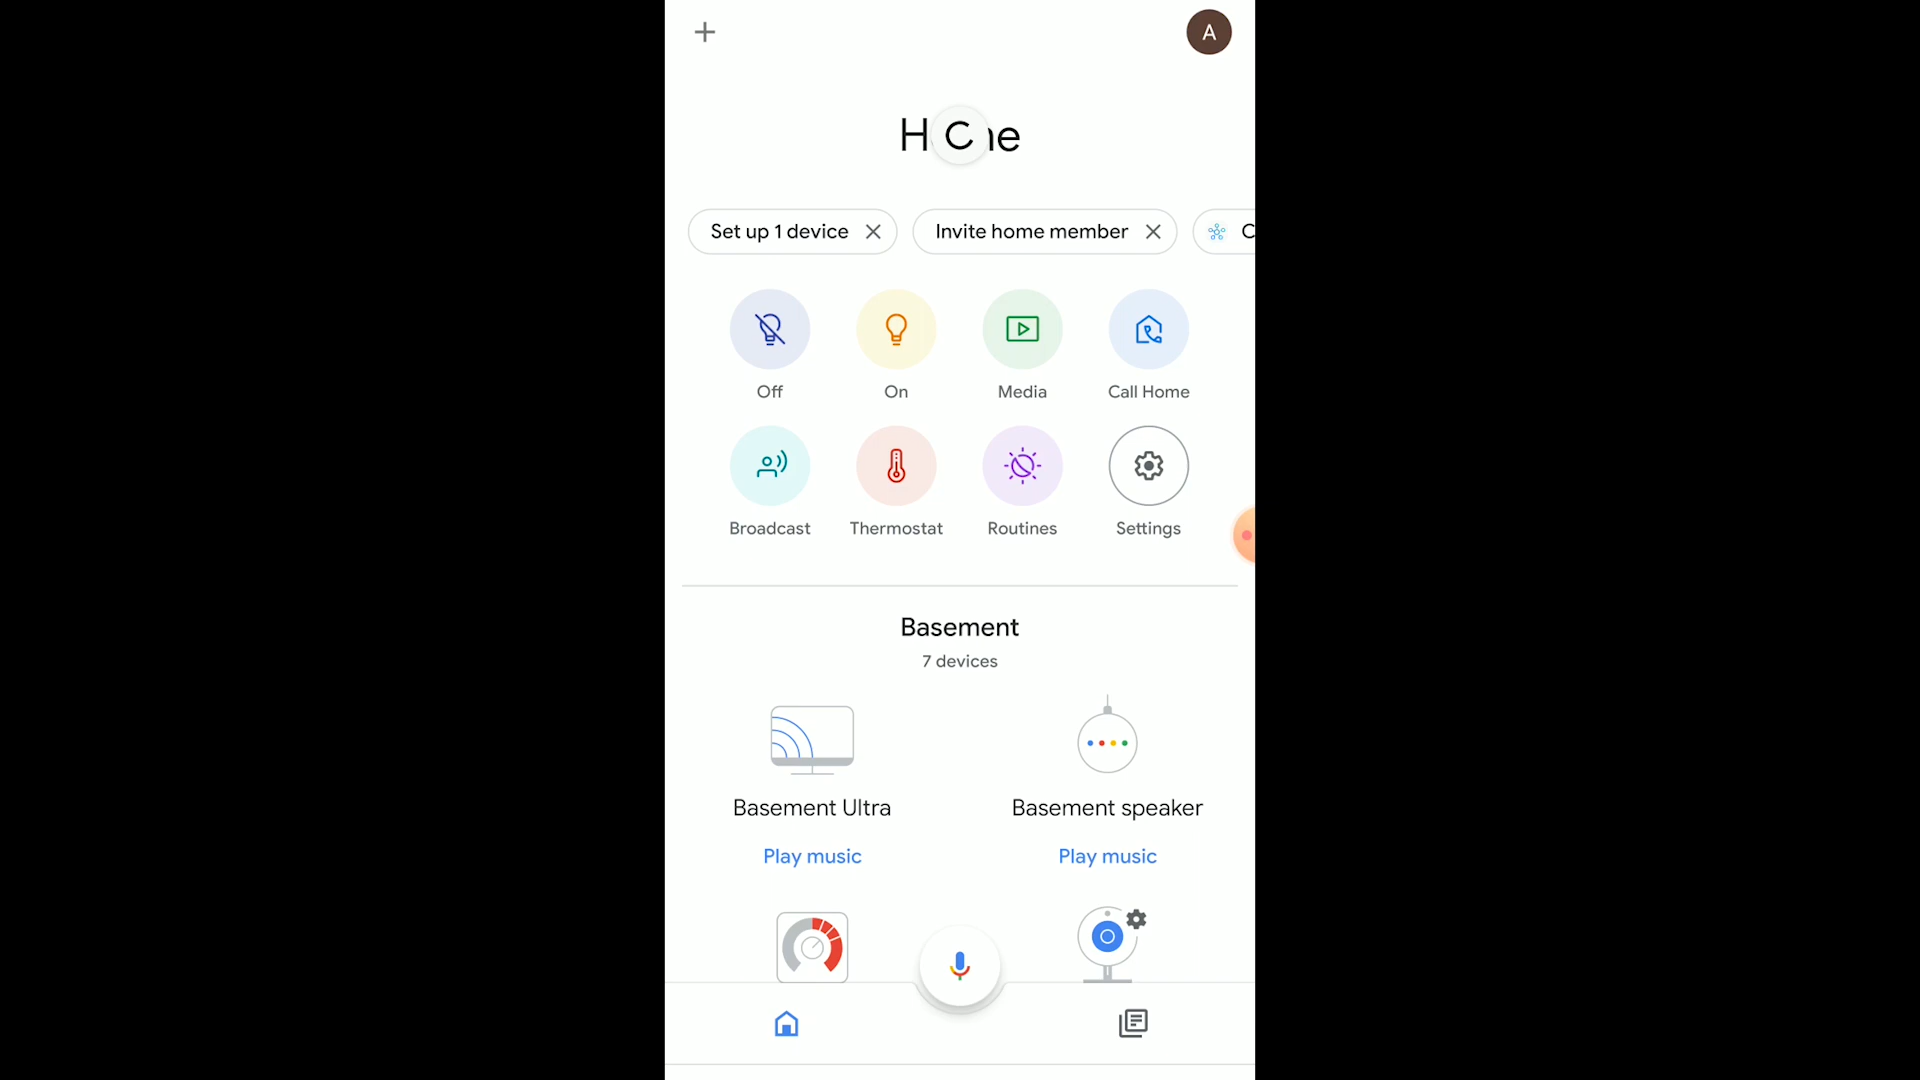 A
Home
Set up 1 device
Invite home member
C
Off
On
Media
Call Home
Broadcast
Thermostat
Routines
Settings
Basement
7 devices
Basement Ultra
Basement speaker
Play music
Play music